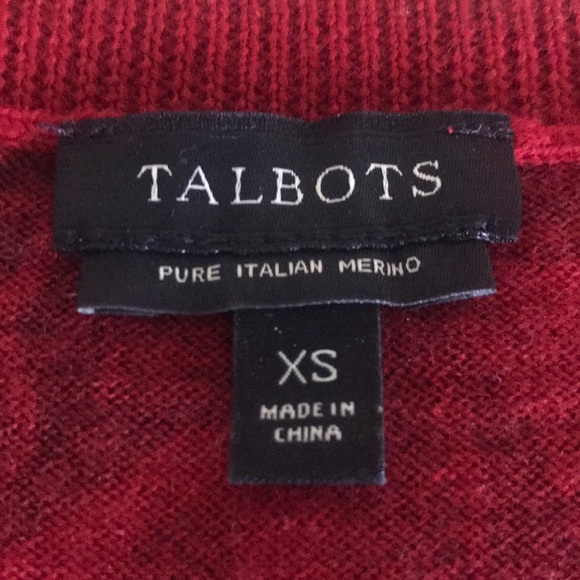 TALBOTS
PURE ITALIAN MERINO
XS
MADE IN
CHINA